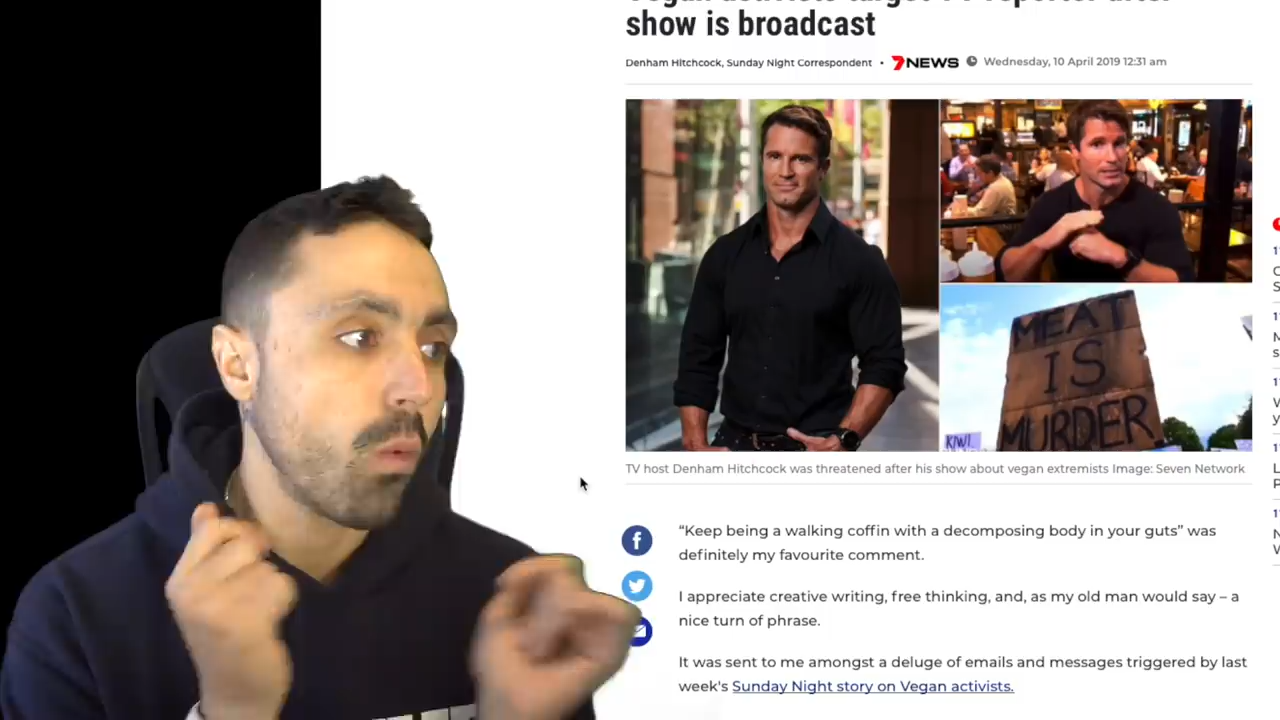 show is broadcast
Denham Hitchcock, Sunday Night Correspondent • 7NEWS Wednesday, 10 April 2019 12:31 am
MEAT
IS
MURDER
KIWI
TV host Denham Hitchcock was threatened after his show about vegan extremists Image: Seven Network
“Keep being a walking coffin with a decomposing body in your guts” was
definitely my favourite comment.
I appreciate creative writing, free thinking, and, as my old man would say – a
nice turn of phrase.
It was sent to me amongst a deluge of emails and messages triggered by last
week's Sunday Night story on Vegan activists.